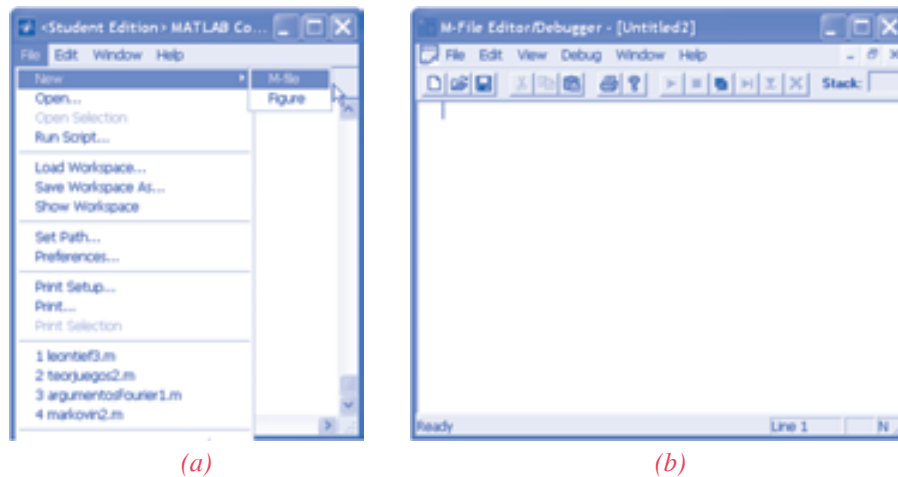 <Student Edition> MATLAB Co...
File Edit Window Help
New
M-file
Open...
Figure
Open Selection
Run Script...
Load Workspace...
Save Workspace As...
Show Workspace
Set Path...
Preferences...
Print Setup...
Print...
Print Selection
1 leontief3.m
2 teorjuegos2.m
3 argumentosFourier1.m
4 markovin2.m
(a)
M-File Editor/Debugger - [Untitled2]
File Edit View Debug Window Help
Stack:
Ready
Line 1
N
(b)